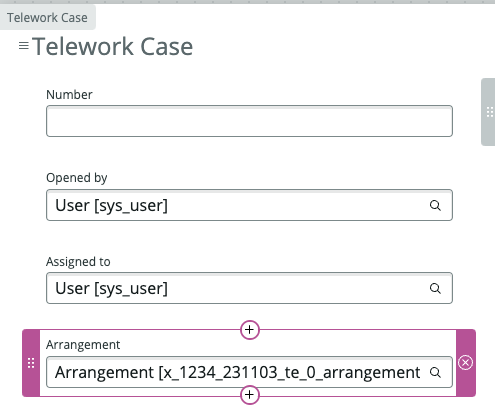 Telework Case
Telework Case
Number
Opened by
User [sys_user]
Assigned to
User [sys_user]
Arrangement
Arrangement [x_1234_231103_te_0_arrangement